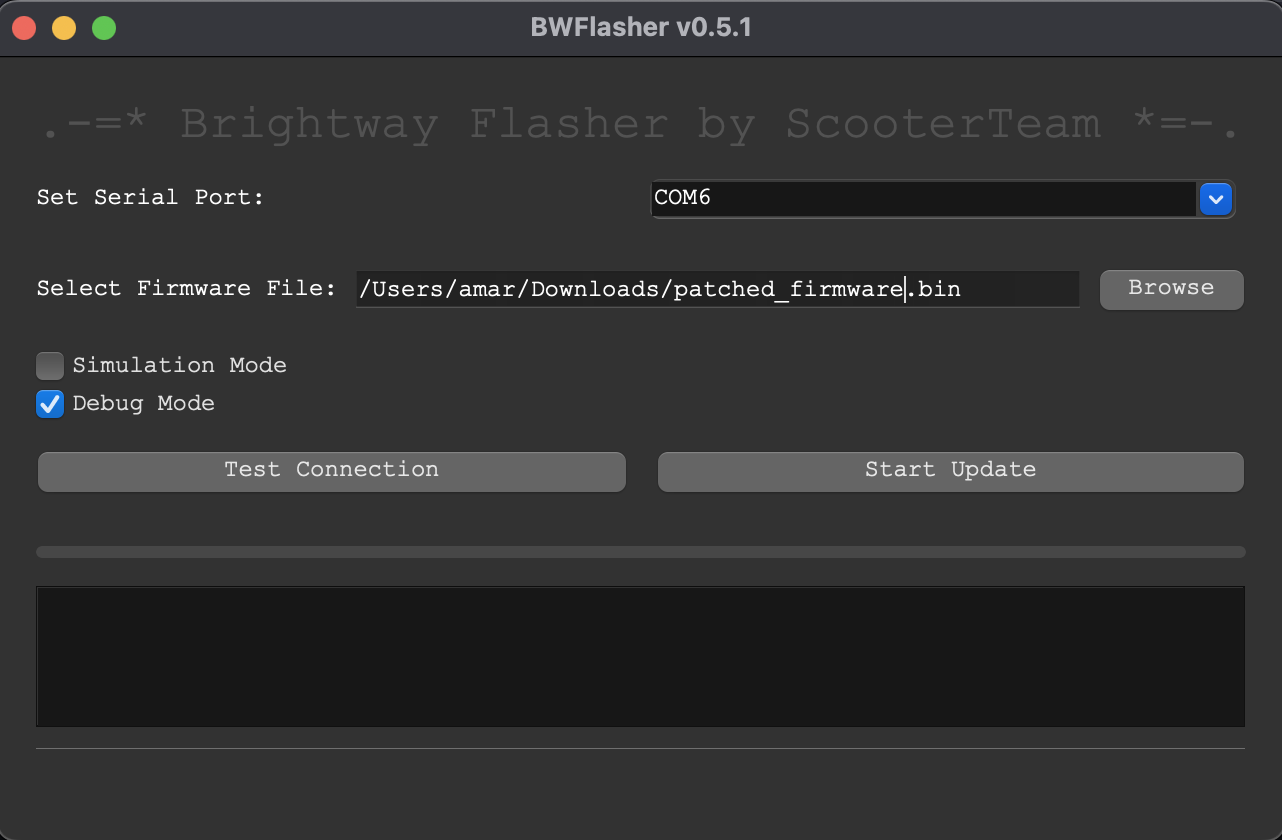 BWFlasher v0.5.1
.-=* Brightway Flasher by ScooterTeam *=-.
Set Serial Port: COM6
Select Firmware File: /Users/amar/Downloads/patched_firmware.bin Browse
Simulation Mode
Debug Mode
Test Connection Start Update